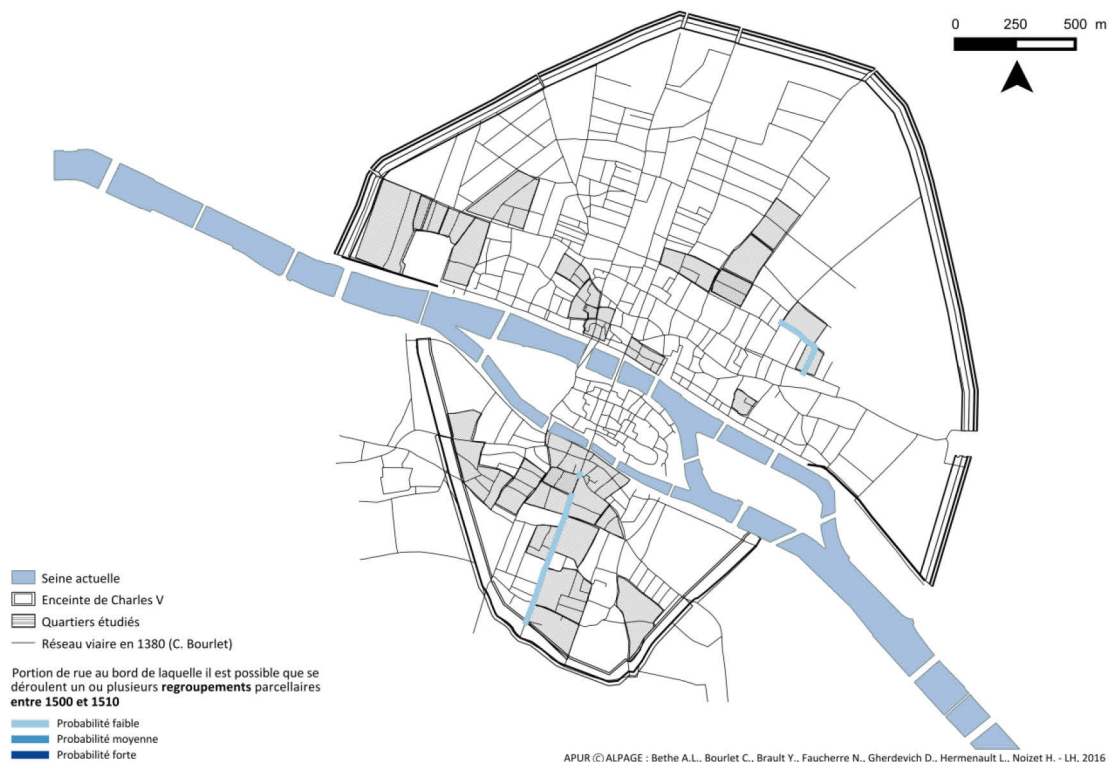 0 250 500 m
Seine actuelle
Enceinte de Charles V
Quartiers étudiés
Réseau viaire en 1380 (C. Bourlet)
Portion de rue au bord de laquelle il est possible que se
déroulent un ou plusieurs regroupements parcellaires
entre 1500 et 1510
Probabilité faible
Probabilité moyenne
Probabilité forte
APUR © ALPAGE : Bethe A.L., Bourlet C., Brault Y., Faucherre N., Gherdevich D., Hermenault L., Noizet H. - LH, 2016